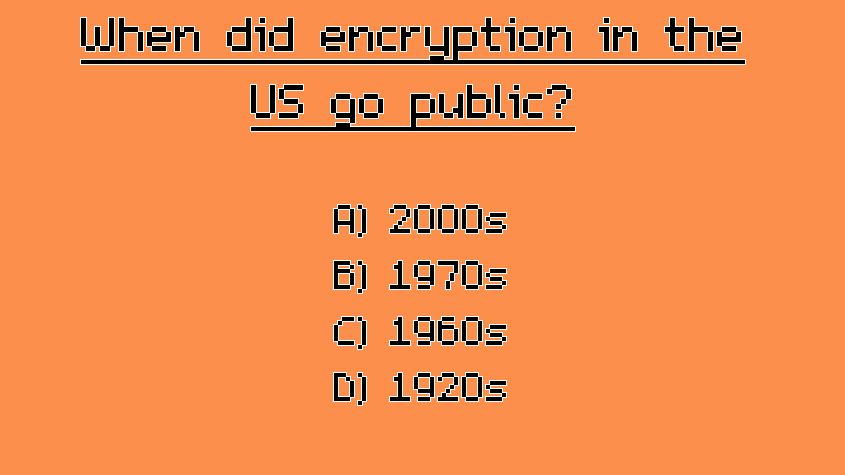 When did encryption in the
US go public?
A) 2000s
B) 1970s
C) 1960s
D) 1920s